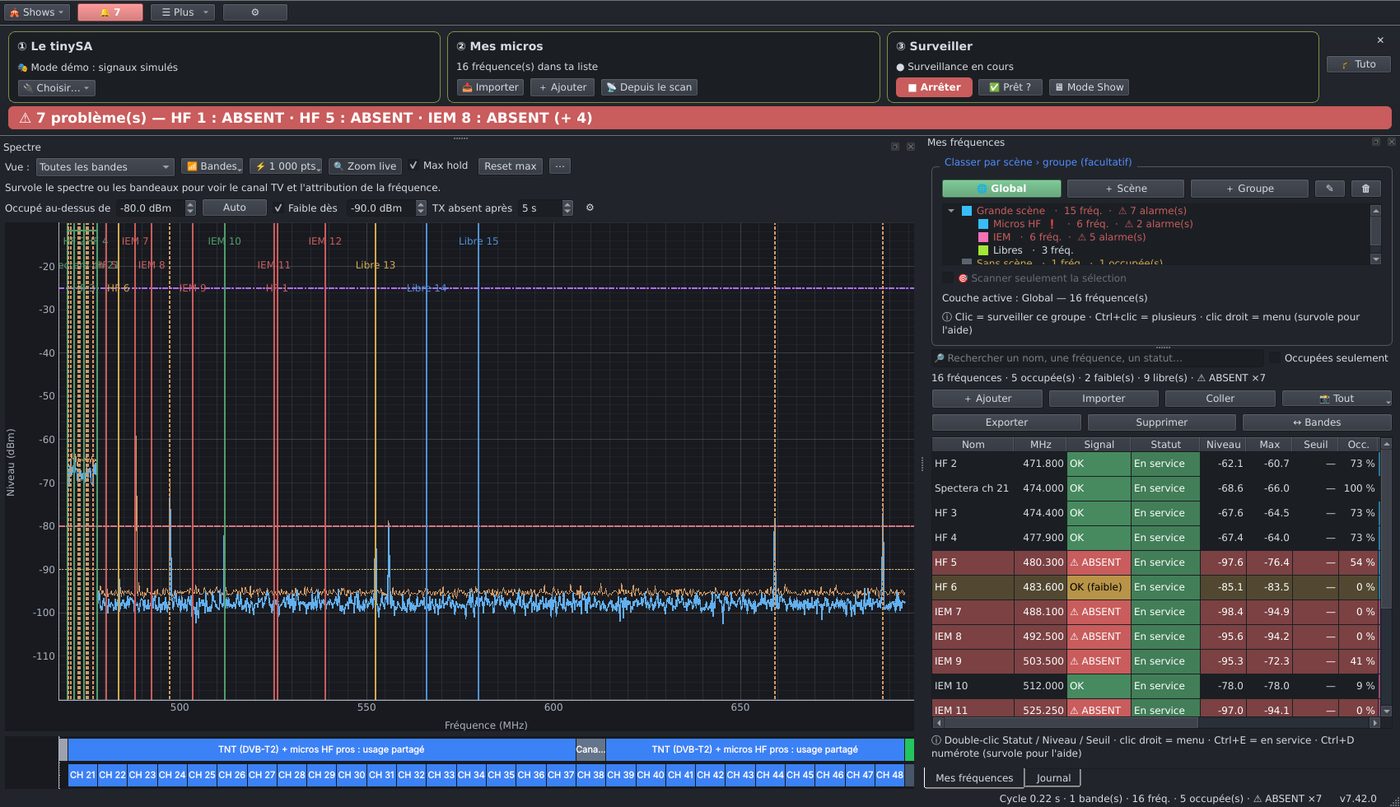 Shows
7
Plus
① Le tinySA
Mode démo : signaux simulés
Choisir...
② Mes micros
16 fréquence(s) dans ta liste
Importer
+ Ajouter
Depuis le scan
③ Surveiller
● Surveillance en cours
Arrêter
Prêt ?
Mode Show
Tuto
⚠ 7 problème(s) — HF 1 : ABSENT · HF 5 : ABSENT · IEM 8 : ABSENT (+ 4)
Spectre
Vue :
Toutes les bandes
Bandes
1 000 pts
Zoom live
Max hold
Reset max
...
Survole le spectre ou les bandeaux pour voir le canal TV et l'attribution de la fréquence.
Occupé au-dessus de
-80.0 dBm
Auto
Faible dès
-90.0 dBm
TX absent après
5 s
IEM 7
IEM 10
IEM 12
Libre 15
IEM 8
IEM 11
Libre 13
HF 6
IEM 9
HF 1
Libre 14
-20
-30
-40
-50
-60
-70
-80
-90
-100
-110
Niveau (dBm)
500
550
600
650
Fréquence (MHz)
TNT (DVB-T2) + micros HF pros : usage partagé
Cana...
TNT (DVB-T2) + micros HF pros : usage partagé
CH 21 CH 22 CH 23 CH 24 CH 25 CH 26 CH 27 CH 28 CH 29 CH 30 CH 31 CH 32 CH 33 CH 34 CH 35 CH 36 CH 37 CH 38 CH 39 CH 40 CH 41 CH 42 CH 43 CH 44 CH 45 CH 46 CH 47 CH 48
Mes fréquences
Classer par scène › groupe (facultatif)
Global
+ Scène
+ Groupe
Grande scène · 15 fréq. · ⚠ 7 alarme(s)
Micros HF ❗ · 6 fréq. · ⚠ 2 alarme(s)
IEM · 6 fréq. · ⚠ 5 alarme(s)
Libres · 3 fréq.
Sans scène · 1 fréq. · 1 occupée(s)
Scanner seulement la sélection
Couche active : Global — 16 fréquence(s)
ⓘ Clic = surveiller ce groupe · Ctrl+clic = plusieurs · clic droit = menu (survole pour
l'aide)
Rechercher un nom, une fréquence, un statut...
Occupées seulement
16 fréquences · 5 occupée(s) · 2 faible(s) · 9 libre(s) · ⚠ ABSENT ×7
+ Ajouter
Importer
Coller
Tout
Exporter
Supprimer
↔ Bandes
Nom MHz Signal Statut Niveau Max Seuil Occ.
HF 2 471.800 OK En service -62.1 -60.7 — 73 %
Spectera ch 21 474.000 OK En service -68.6 -66.0 — 100 %
HF 3 474.400 OK En service -67.6 -64.5 — 73 %
HF 4 477.900 OK En service -67.4 -64.0 — 73 %
HF 5 480.300 ⚠ ABSENT En service -97.6 -76.4 — 54 %
HF 6 483.600 OK (faible) En service -85.1 -83.5 — 0 %
IEM 7 488.100 ⚠ ABSENT En service -98.4 -94.9 — 0 %
IEM 8 492.500 ⚠ ABSENT En service -95.6 -94.2 — 0 %
IEM 9 503.500 ⚠ ABSENT En service -95.3 -72.3 — 41 %
IEM 10 512.000 OK En service -78.0 -78.0 — 9 %
IEM 11 525.250 ⚠ ABSENT En service -97.0 -94.1 — 0 %
ⓘ Double-clic Statut / Niveau / Seuil · clic droit = menu · Ctrl+E = en service · Ctrl+D
numérote (survole pour l'aide)
Mes fréquences
Journal
Cycle 0.22 s · 1 bande(s) · 16 fréq. · 5 occupée(s) · ⚠ ABSENT ×7 v7.42.0